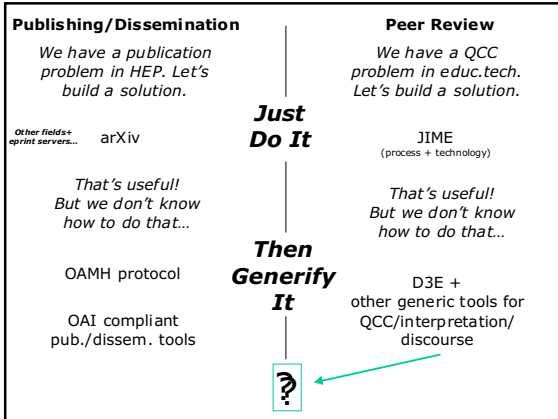 Publishing/Dissemination
We have a publication
problem in HEP. Let's
build a solution.
Other fields+
eprint servers...
arXiv
That's useful!
But we don't know
how to do that...
OAMH protocol
OAI compliant
pub./dissem. tools
Just
Do It
Then
Generify
It
?
Peer Review
We have a QCC
problem in educ.tech.
Let's build a solution.
JIME
(process + technology)
That's useful!
But we don't know
how to do that...
D3E +
other generic tools for
QCC/interpretation/
discourse